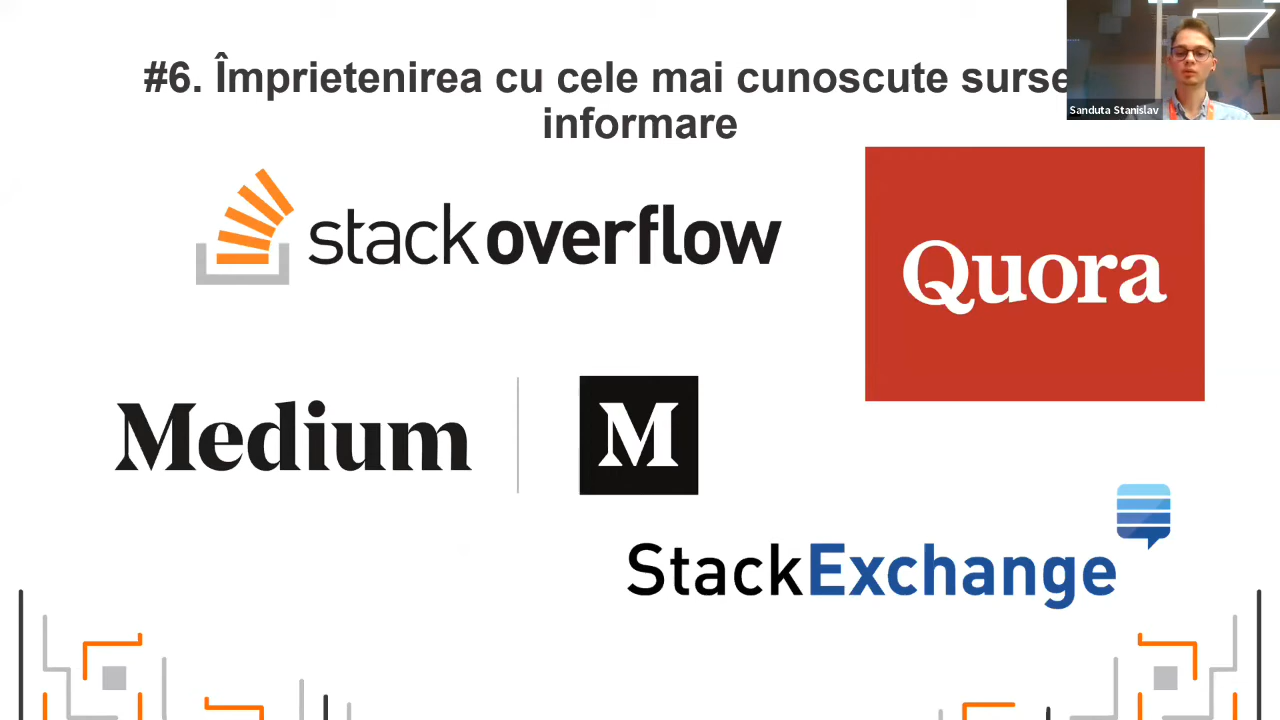 #6. Împrietenirea cu cele mai cunoscute surse
informare
Sanduta Stanislav
stackoverflow
Quora
Medium
M
StackExchange